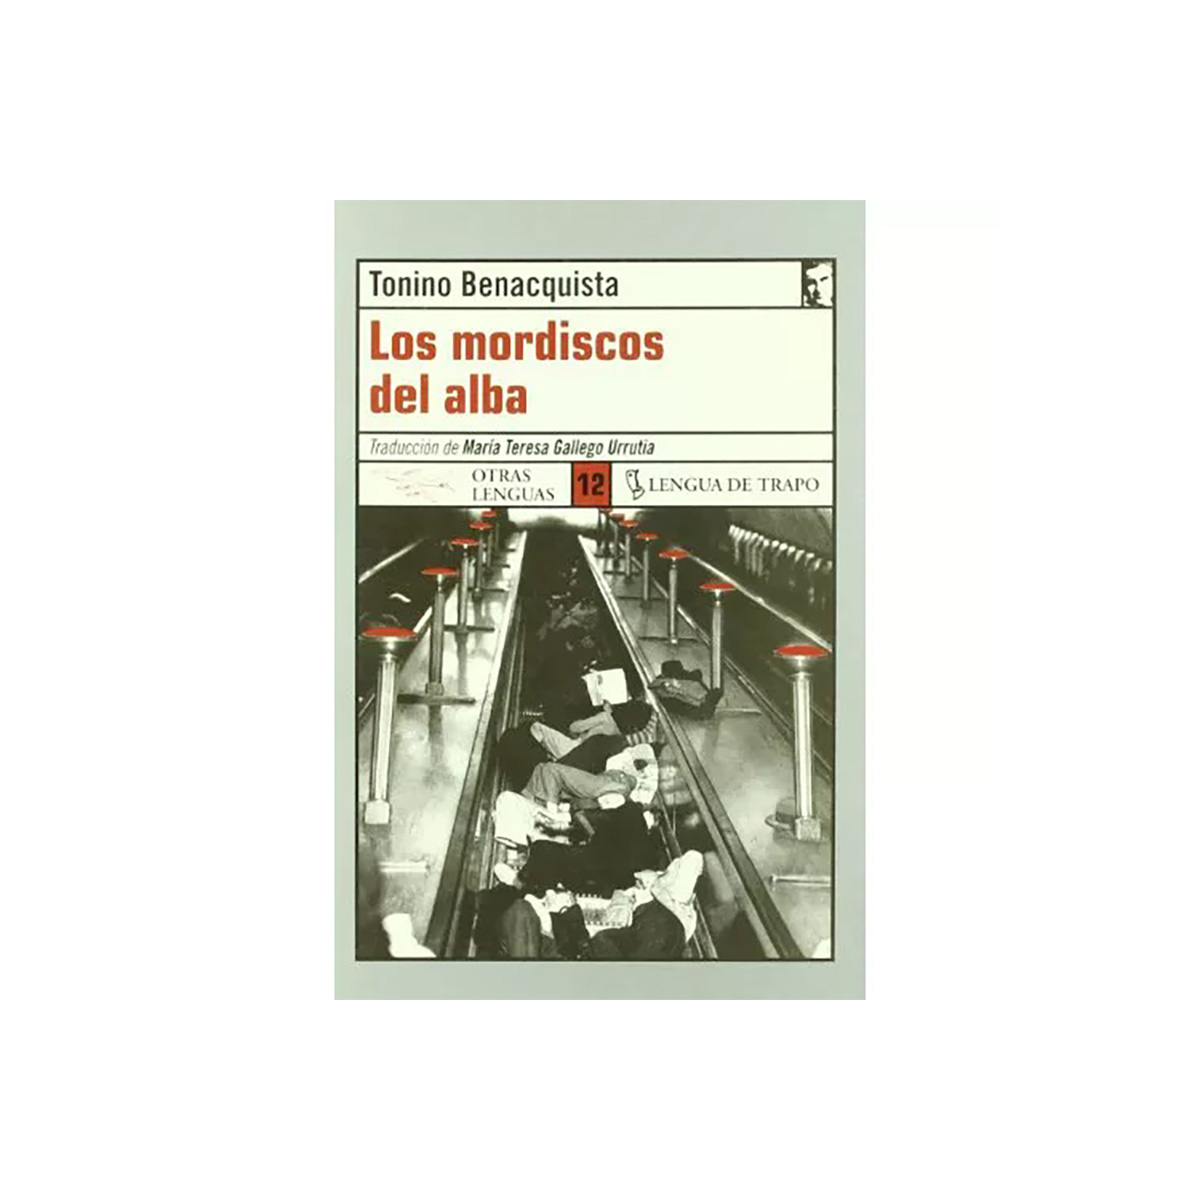 Tonino Benacquista
Los mordiscos
del alba
Traducción de María Teresa Gallego Urrutia
OTRAS
LENGUAS
12
LENGUA DE TRAPO